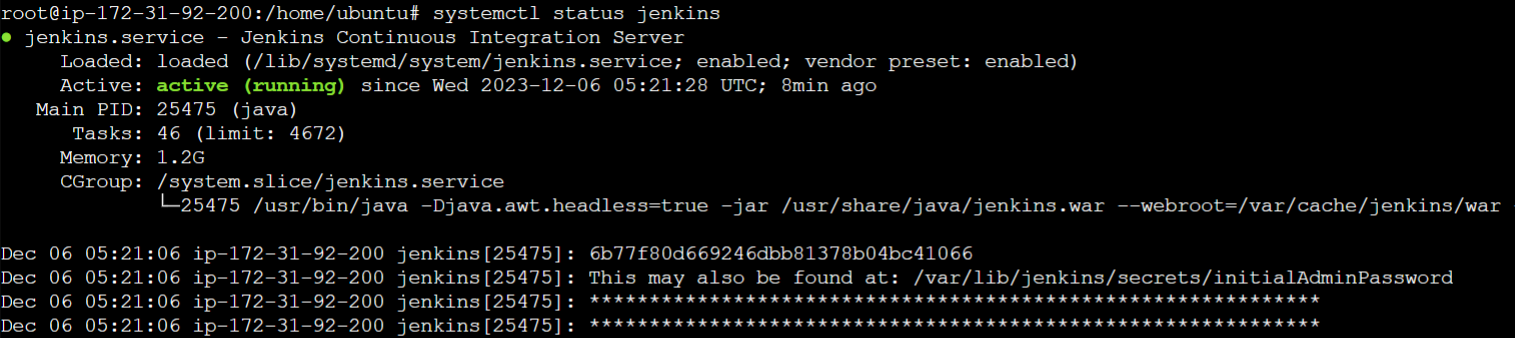 root@ip-172-31-92-200:/home/ubuntu# systemctl status jenkins
● jenkins.service - Jenkins Continuous Integration Server
     Loaded: loaded (/lib/systemd/system/jenkins.service; enabled; vendor preset: enabled)
     Active: active (running) since Wed 2023-12-06 05:21:28 UTC; 8min ago
   Main PID: 25475 (java)
      Tasks: 46 (limit: 4672)
     Memory: 1.2G
     CGroup: /system.slice/jenkins.service
             └─25475 /usr/bin/java -Djava.awt.headless=true -jar /usr/share/java/jenkins.war --webroot=/var/cache/jenkins/war
Dec 06 05:21:06 ip-172-31-92-200 jenkins[25475]: 6b77f80d669246dbb81378b04bc41066
Dec 06 05:21:06 ip-172-31-92-200 jenkins[25475]: This may also be found at: /var/lib/jenkins/secrets/initialAdminPassword
Dec 06 05:21:06 ip-172-31-92-200 jenkins[25475]: *************************************************************
Dec 06 05:21:06 ip-172-31-92-200 jenkins[25475]: *************************************************************